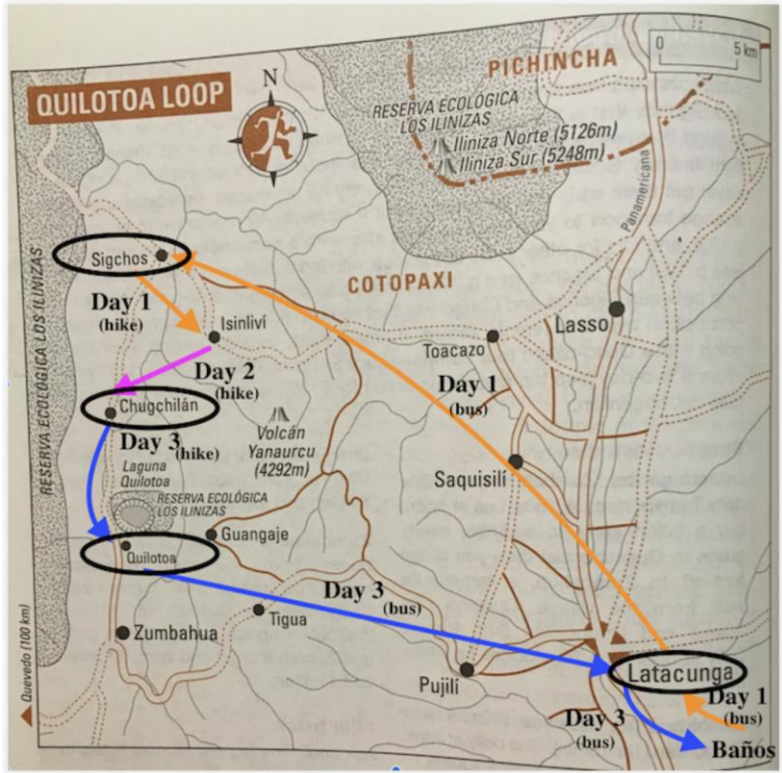 PICHINCHA
0 5 km
QUILOTOA LOOP
N
RESERVA ECOLÓGICA
LOS ILINIZAS
Iliniza Norte (5126m)
Iliniza Sur (5248m)
Panamericana
Sigchos
COTOPAXI
RESERVA ECOLÓGICA LOS ILINIZAS
Day 1
(hike)
Isinliví
Lasso
Toacazo
Day 2
(hike)
Day 1
(bus)
Chugchilán
Day 3
(hike)
Volcán
Yanaurcu
(4292m)
Laguna
Quilotoa
Saquisilí
RESERVA ECOLÓGICA
LOS ILINIZAS
Guangaje
Quilotoa
Day 3
(bus)
Tigua
Zumbahua
Quevedo (100 km)
Pujilí
Latacunga
Day 1
(bus)
Day 3
(bus)
Baños